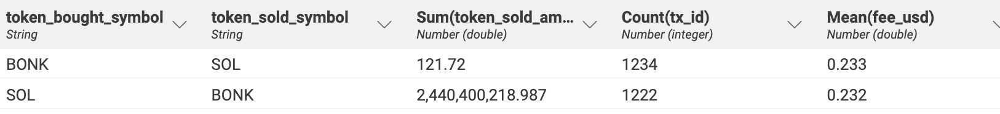 token_bought_symbol token_sold_symbol Sum(token_sold_am... Count(tx_id) Mean(fee_usd)
String String Number (double) Number (integer) Number (double)
BONK SOL 121.72 1234 0.233
SOL BONK 2,440,400,218.987 1222 0.232